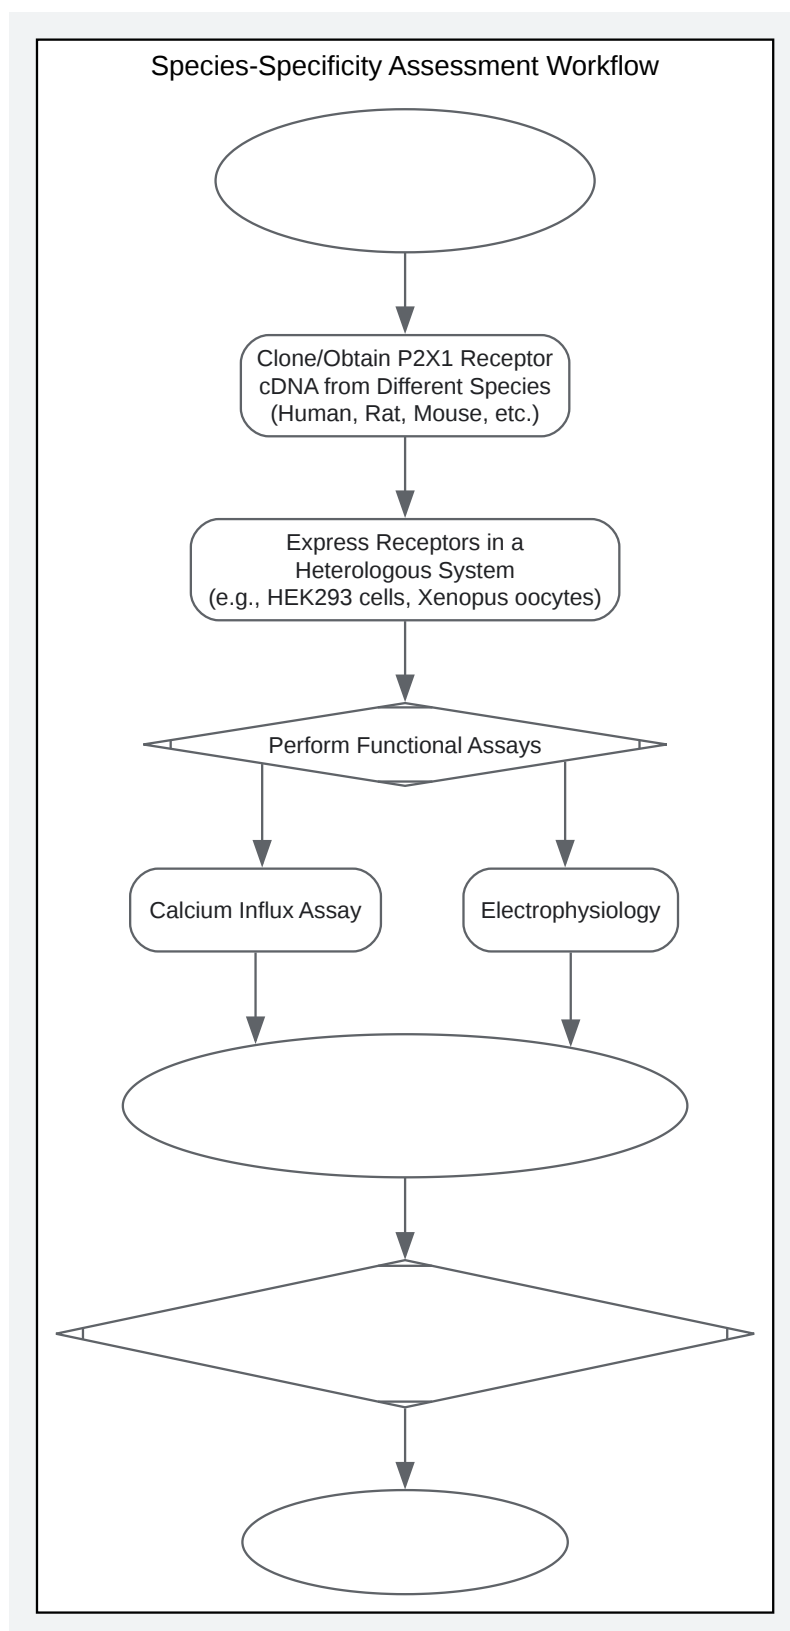 Species-Specificity Assessment Workflow
Clone/Obtain P2X1 Receptor
cDNA from Different Species
(Human, Rat, Mouse, etc.)
Express Receptors in a
Heterologous System
(e.g., HEK293 cells, Xenopus oocytes)
Perform Functional Assays
Calcium Influx Assay
Electrophysiology